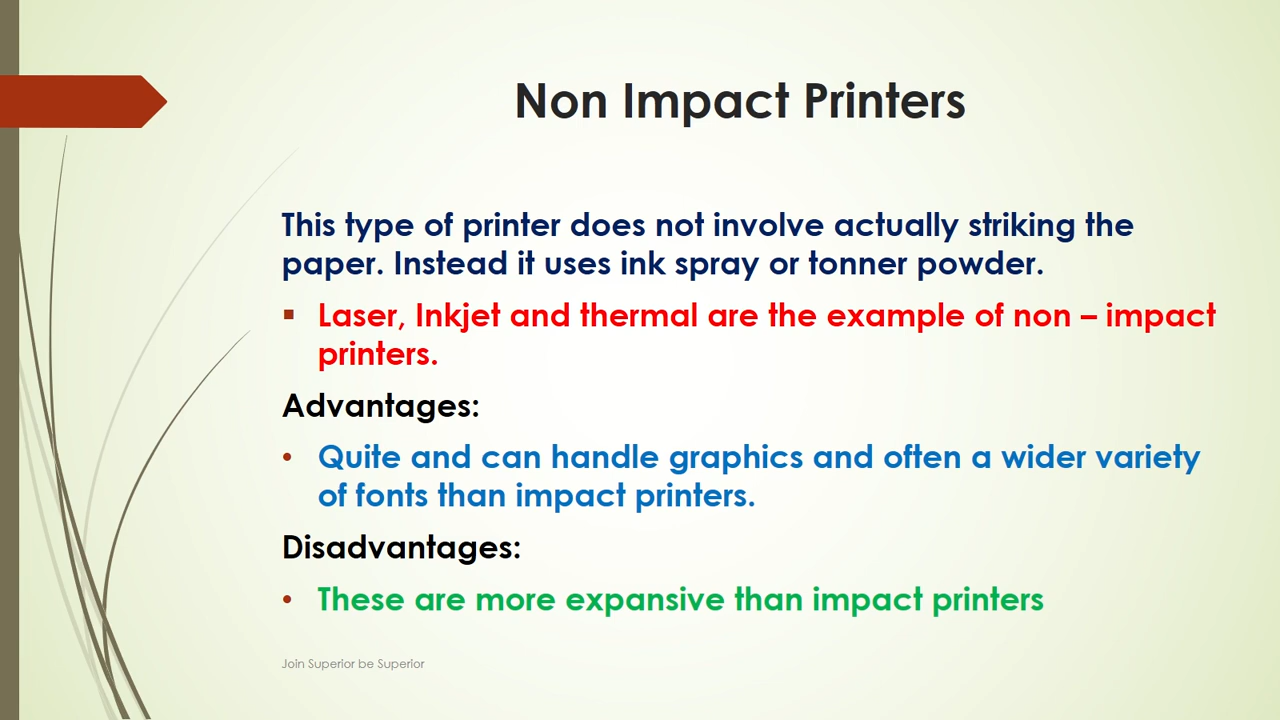 Non Impact Printers
This type of printer does not involve actually striking the
paper. Instead it uses ink spray or tonner powder.
▪ Laser, Inkjet and thermal are the example of non – impact
printers.
Advantages:
• Quite and can handle graphics and often a wider variety
of fonts than impact printers.
Disadvantages:
• These are more expansive than impact printers
Join Superior be Superior